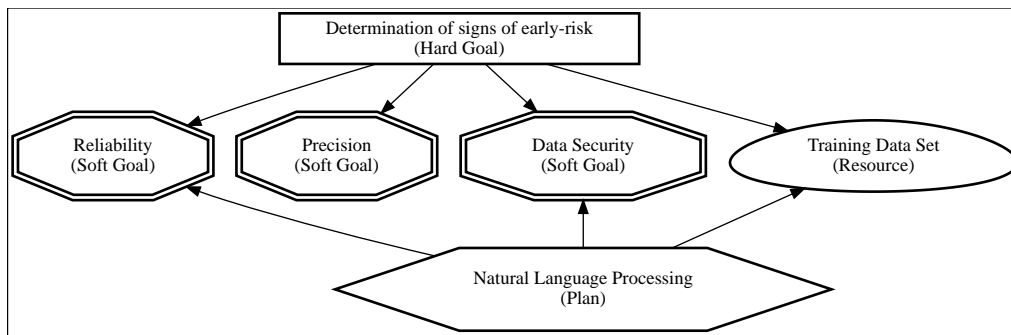 Determination of signs of early-risk
(Hard Goal)
Reliability
(Soft Goal)
Precision
(Soft Goal)
Data Security
(Soft Goal)
Training Data Set
(Resource)
Natural Language Processing
(Plan)